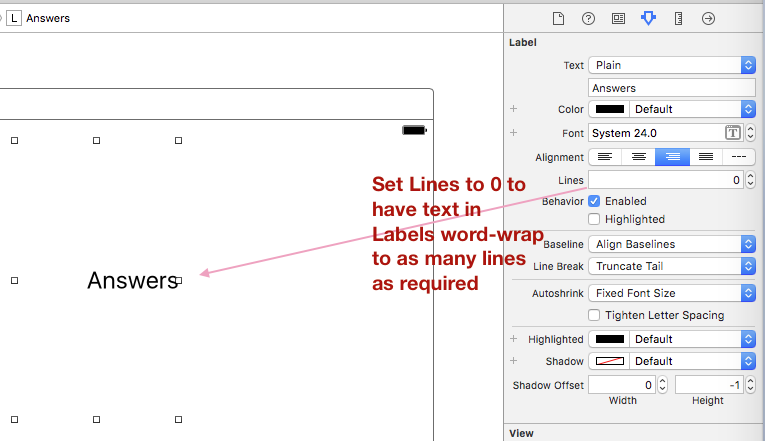 L Answers
Label
Text Plain
Answers
Color Default
Font System 24.0 T
Alignment
Lines 0
Behavior Enabled
Highlighted
Baseline Align Baselines
Line Break Truncate Tail
Autoshrink Fixed Font Size
Tighten Letter Spacing
Highlighted Default
Shadow Default
Shadow Offset 0 -1
Width Height
View
Set Lines to 0 to
have text in
Labels word-wrap
to as many lines
as required
Answers